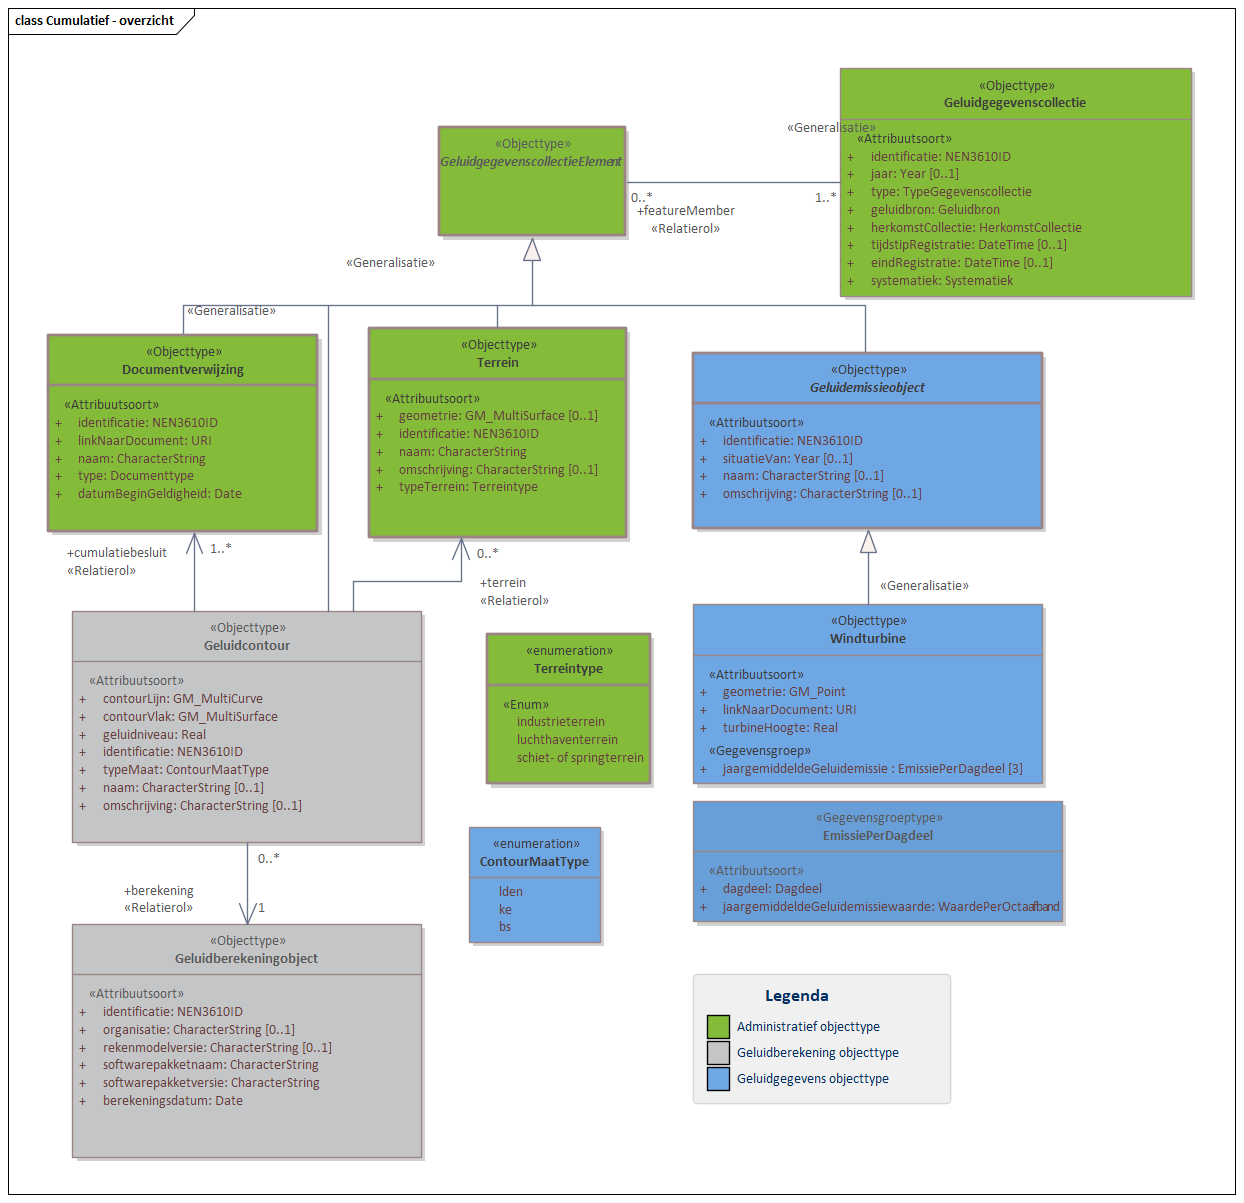 class Cumulatief - overzicht
«Objecttype»
Geluidgegevenscollectie
«Attribuutsoort»
+ identificatie: NEN3610ID
+ jaar: Year [0..1]
+ type: TypeGegevenscollectie
+ geluidbron: Geluidbron
+ herkomstCollectie: HerkomstCollectie
+ tijdstipRegistratie: DateTime [0..1]
+ eindRegistratie: DateTime [0..1]
+ systematiek: Systematiek
«Generalisatie»
«Objecttype»
GeluidgegevenscollectieElement
0..*
+featureMember
«Relatierol»
1..*
«Generalisatie»
«Generalisatie»
«Objecttype»
Documentverwijzing
«Attribuutsoort»
+ identificatie: NEN3610ID
+ linkNaarDocument: URI
+ naam: CharacterString
+ type: Documenttype
+ datumBeginGeldigheid: Date
«Objecttype»
Terrein
«Attribuutsoort»
+ geometrie: GM_MultiSurface [0..1]
+ identificatie: NEN3610ID
+ naam: CharacterString
+ omschrijving: CharacterString [0..1]
+ typeTerrein: Terreintype
«Objecttype»
Geluidemissieobject
«Attribuutsoort»
+ identificatie: NEN3610ID
+ situatieVan: Year [0..1]
+ naam: CharacterString [0..1]
+ omschrijving: CharacterString [0..1]
+cumulatiebesluit
«Relatierol»
1..*
0..*
+terrein
«Relatierol»
«Generalisatie»
«Objecttype»
Geluidcontour
«Attribuutsoort»
+ contourLijn: GM_MultiCurve
+ contourVlak: GM_MultiSurface
+ geluidniveau: Real
+ identificatie: NEN3610ID
+ typeMaat: ContourMaatType
+ naam: CharacterString [0..1]
+ omschrijving: CharacterString [0..1]
«enumeration»
Terreintype
«Enum»
industrieterrein
luchthaventerrein
schiet- of springterrein
«Objecttype»
Windturbine
«Attribuutsoort»
+ geometrie: GM_Point
+ linkNaarDocument: URI
+ turbineHoogte: Real
«Gegevensgroep»
+ jaargemiddeldeGeluidemissie : EmissiePerDagdeel [3]
«Gegevensgroeptype»
EmissiePerDagdeel
«Attribuutsoort»
+ dagdeel: Dagdeel
+ jaargemiddeldeGeluidemissiewaarde: WaardePerOctaafband
«enumeration»
ContourMaatType
lden
ke
bs
0..*
+berekening
«Relatierol»
1
«Objecttype»
Geluidberekeningobject
«Attribuutsoort»
+ identificatie: NEN3610ID
+ organisatie: CharacterString [0..1]
+ rekenmodelversie: CharacterString [0..1]
+ softwarepakketnaam: CharacterString
+ softwarepakketversie: CharacterString
+ berekeningsdatum: Date
Legenda
Administratief objecttype
Geluidberekening objecttype
Geluidgegevens objecttype